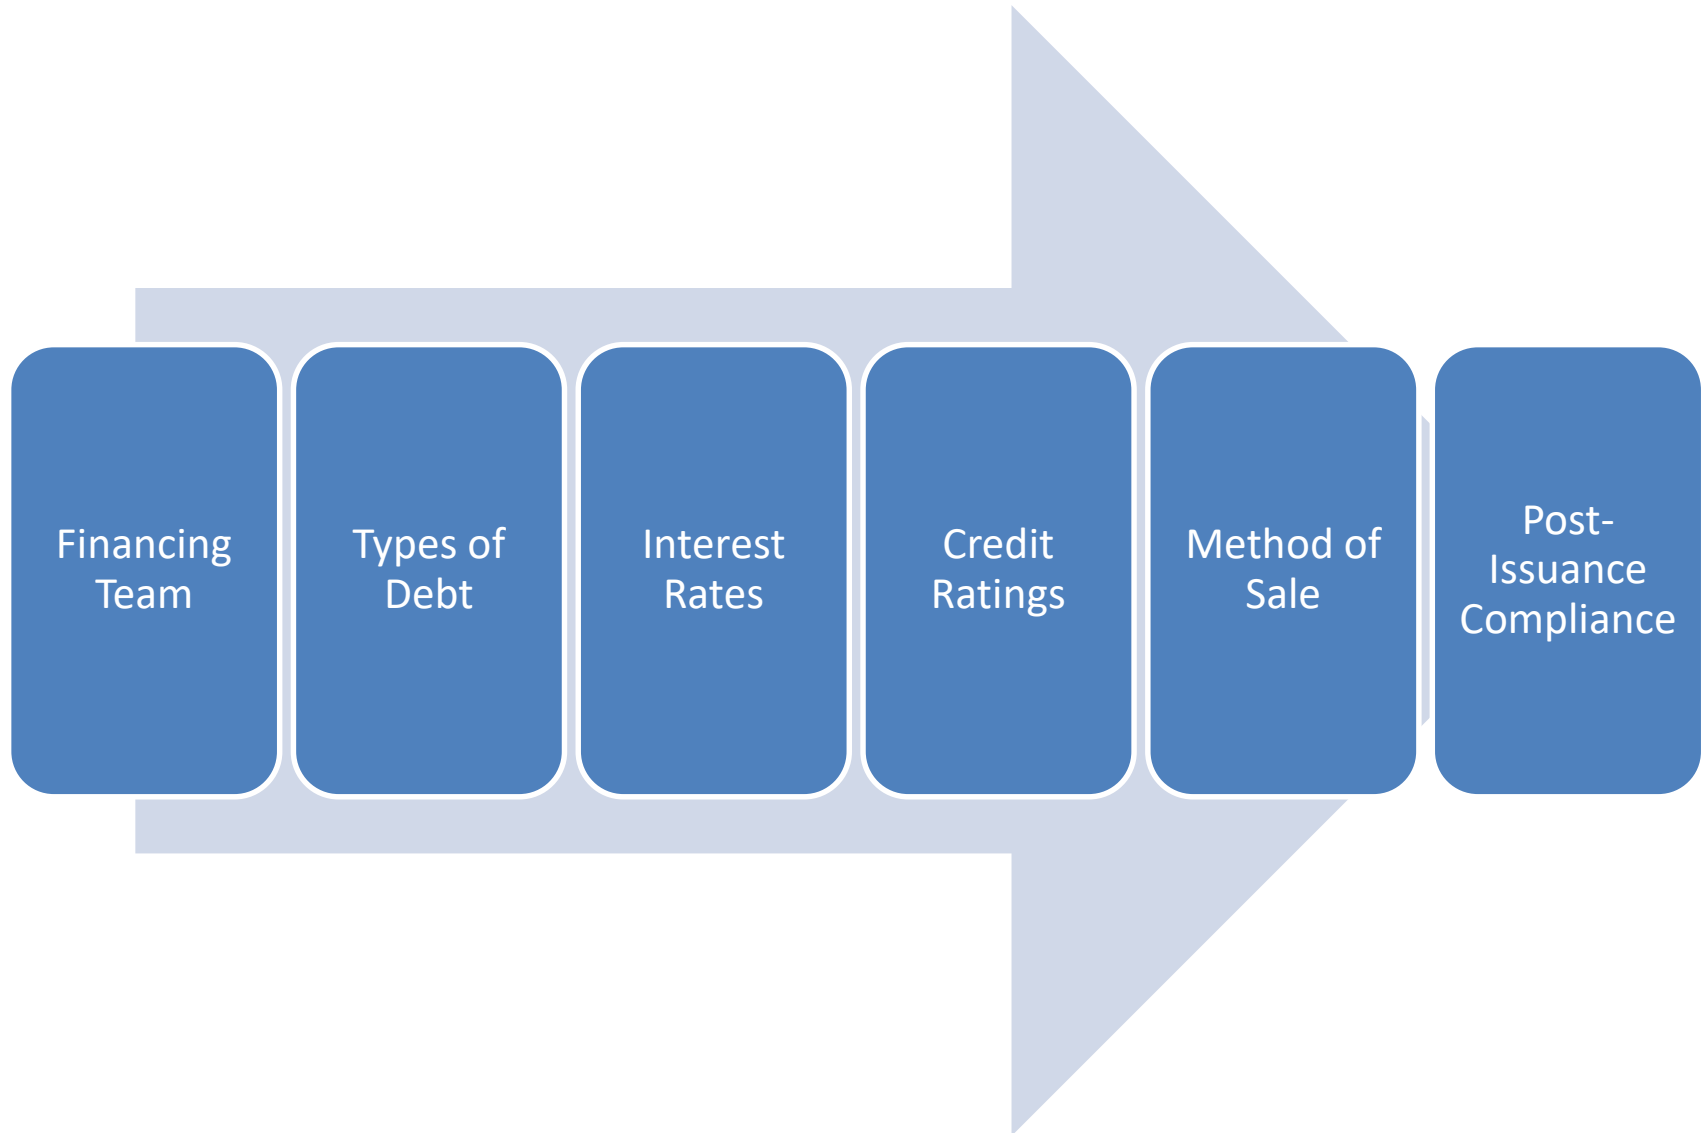 Financing
Team
Types of
Debt
Interest
Rates
Credit
Ratings
Method of
Sale
Post-
Issuance
Compliance